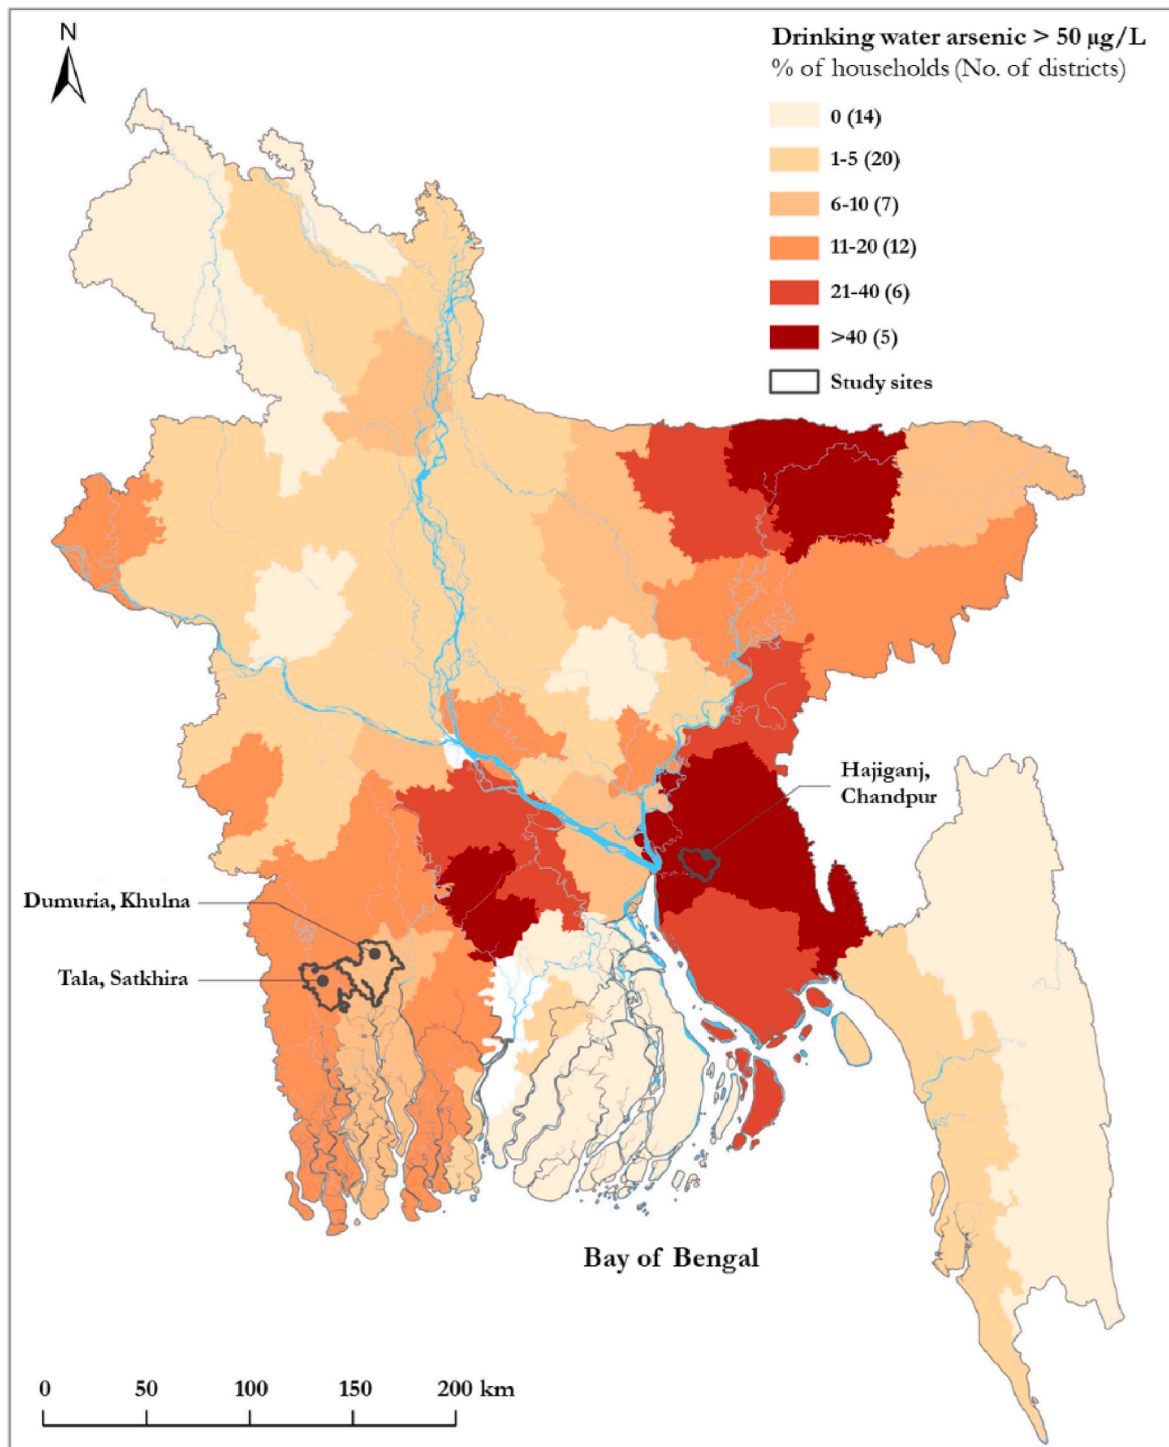 N
Drinking water arsenic > 50 µg/L
% of households (No. of districts)
0 (14)
1-5 (20)
6-10 (7)
11-20 (12)
21-40 (6)
>40 (5)
Study sites
Hajiganj,
Chandpur
Dumuria, Khulna
Tala, Satkhira
Bay of Bengal
0 50 100 150 200 km